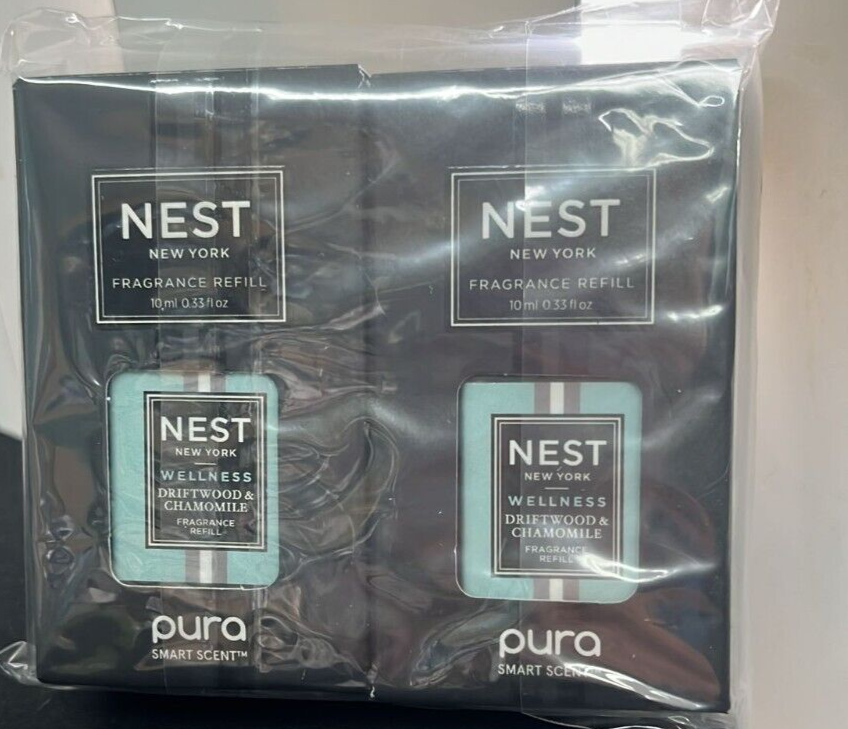 NEST
NEW YORK
FRAGRANCE REFILL
10 ml 0.33 fl oz
NEST
NEW YORK
WELLNESS
DRIFTWOOD &
CHAMOMILE
FRAGRANCE
REFILL
pura
SMART SCENT™
NEST
NEW YORK
FRAGRANCE REFILL
10 ml 0.33 fl oz
NEST
NEW YORK
WELLNESS
DRIFTWOOD &
CHAMOMILE
FRAGRANCE
REFILL
pura
SMART SCENT™